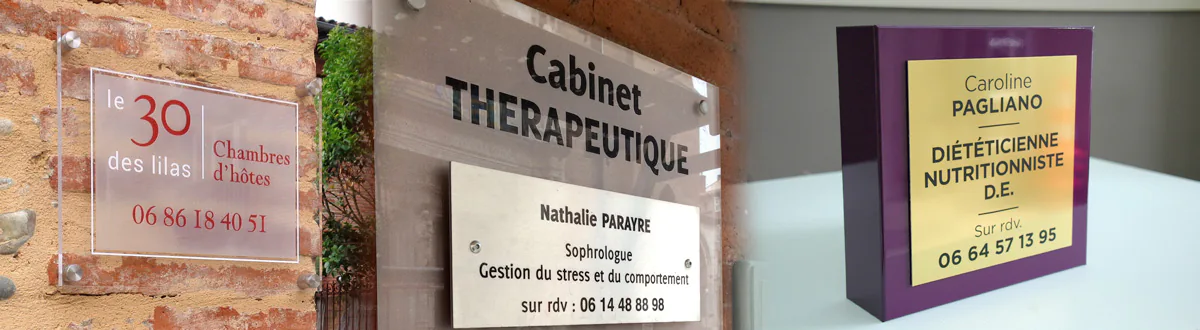 le 30
des lilas
Chambres
d'hôtes
06 86 18 40 51
Cabinet
THERAPEUTIQUE
Nathalie PARAYRE
Sophrologue
Gestion du stress et du comportement
sur rdv : 06 14 48 88 98
Caroline
PAGLIANO
DIÉTÉTICIENNE
NUTRITIONNISTE
D.E.
Sur rdv.
06 64 57 13 95